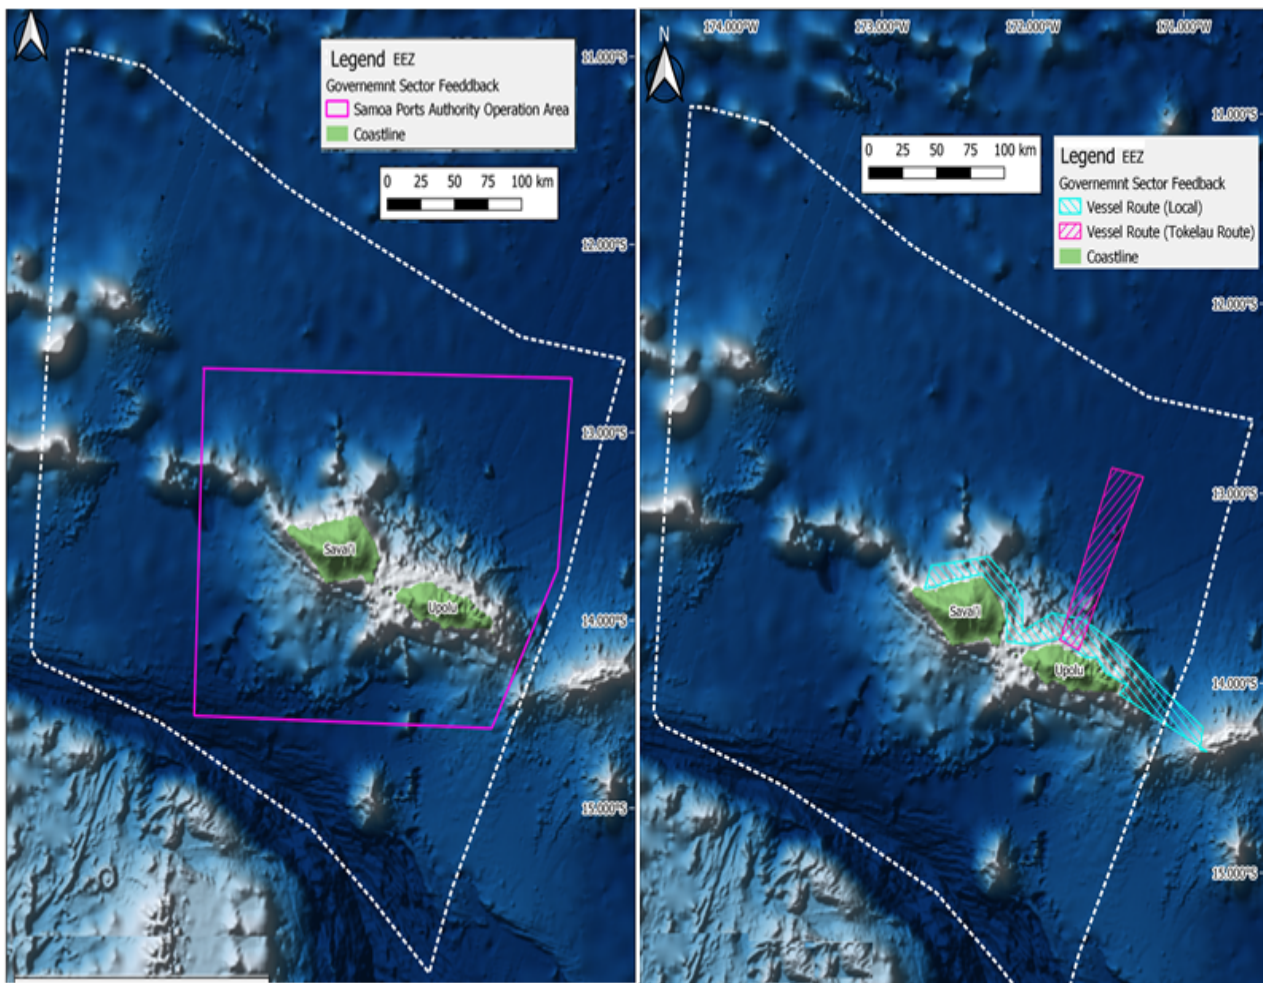 Legend EEZ
Governemnt Sector Feeddback
Samoa Ports Authority Operation Area
Coastline
0 25 50 75 100 km
11.000°S
12.000°S
13.000°S
14.000°S
15.000°S
Savai'i
Upolu
174.000°W 173.000°W 172.000°W 171.000°W
N
0 25 50 75 100 km
Legend EEZ
Governemnt Sector Feedback
Vessel Route (Local)
Vessel Route (Tokelau Route)
Coastline
11.000°S
12.000°S
13.000°S
14.000°S
15.000°S
Savai'i
Upolu